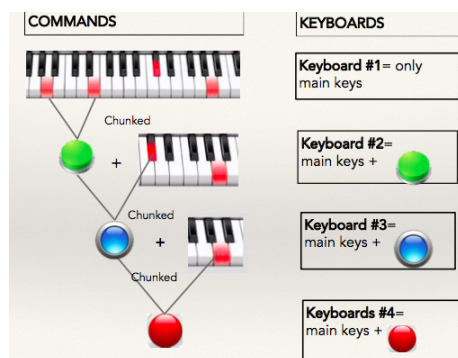 COMMANDS
KEYBOARDS
Keyboard #1= only
main keys
Chunked
Keyboard #2=
main keys +
+
Chunked
Keyboard #3=
main keys +
+
Chunked
Keyboards #4=
main keys +